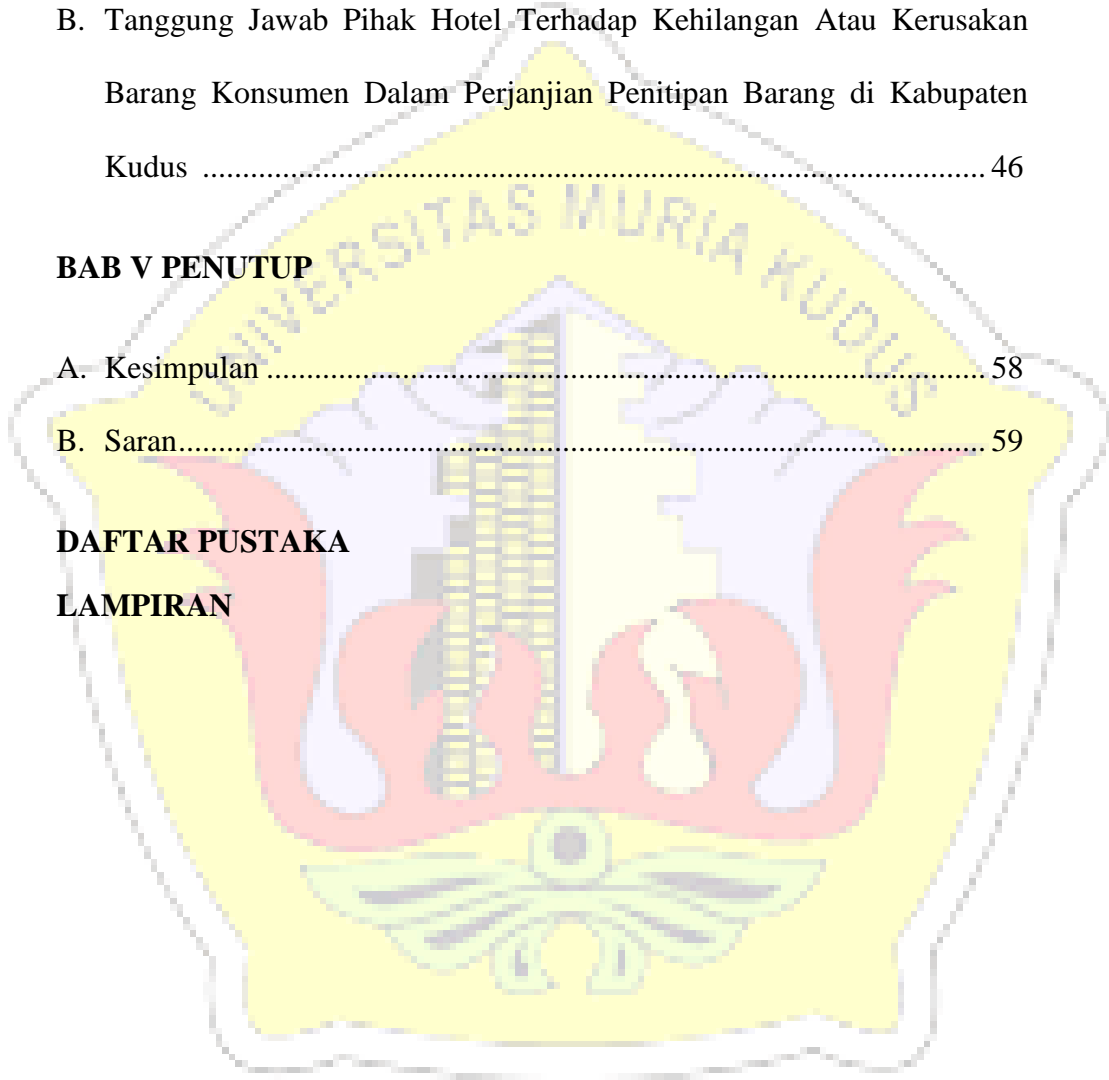 B. Tanggung Jawab Pihak Hotel Terhadap Kehilangan Atau Kerusakan
Barang Konsumen Dalam Perjanjian Penitipan Barang di Kabupaten
Kudus .................................................................................................. 46
UNIVERSITAS MURIA KUDUS
BAB V PENUTUP
A. Kesimpulan .......................................................................................... 58
B. Saran..................................................................................................... 59
DAFTAR PUSTAKA
LAMPIRAN